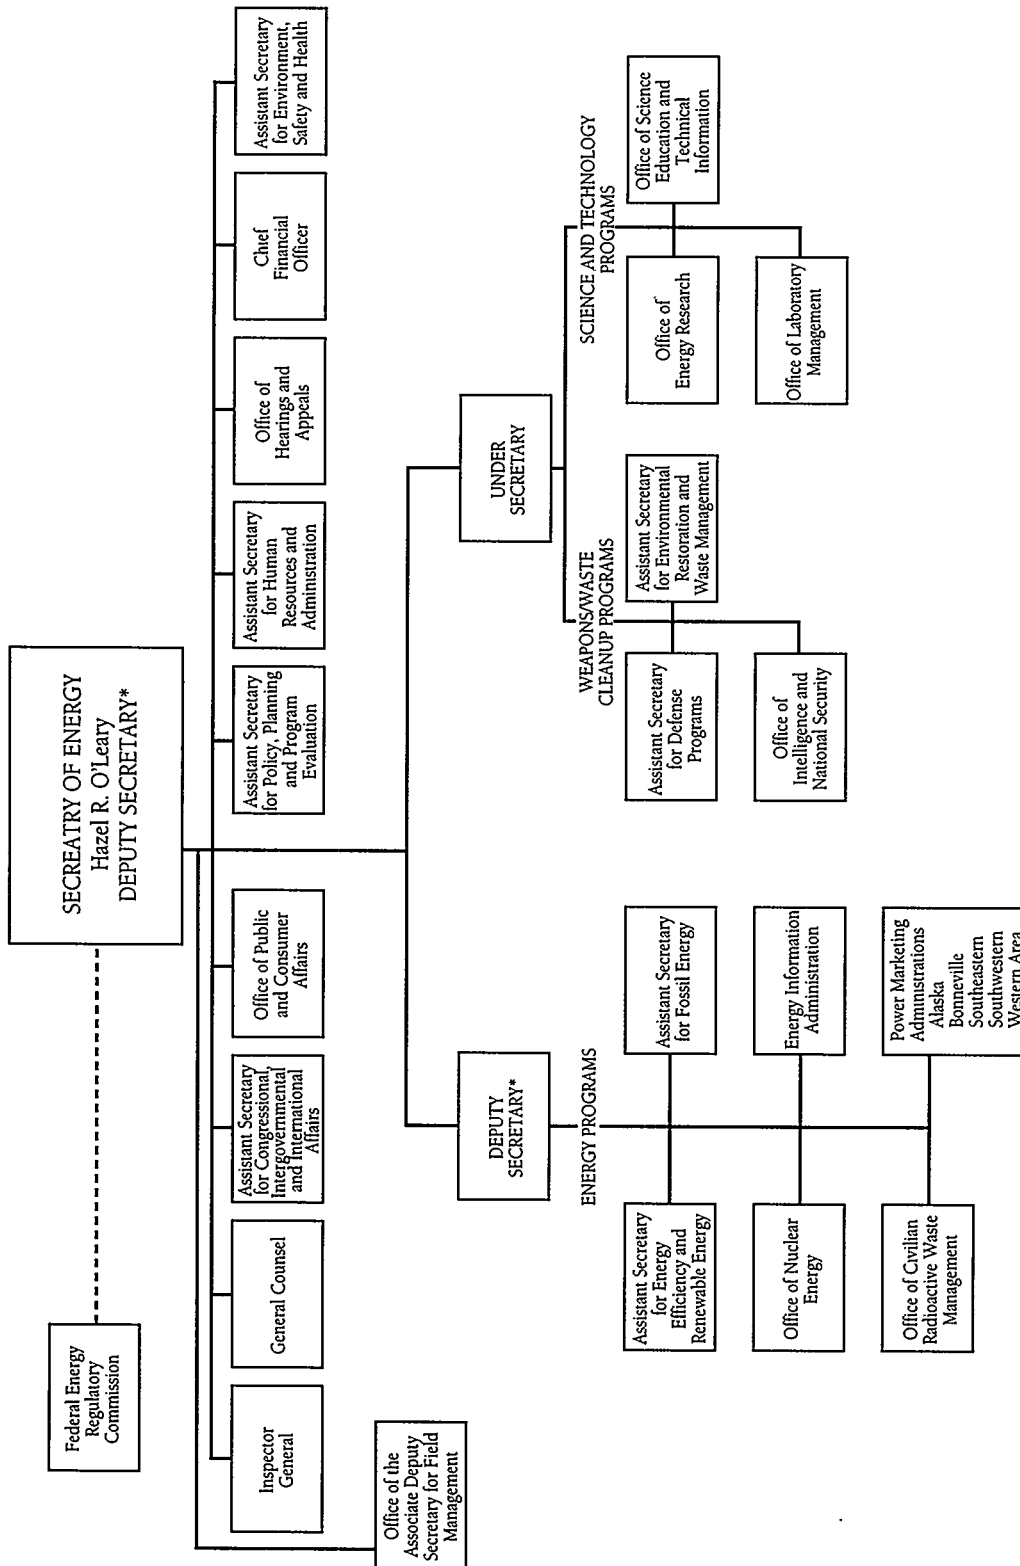 Federal Energy
Regulatory
Commission
SECREATRY OF ENERGY
Hazel R. O'Leary
DEPUTY SECRETARY*
Inspector
General
General Counsel
Assistant Secretary
for Congressional,
Intergovernmental
and International
Affairs
Office of Public
and Consumer
Affairs
Assistant Secretary
for Policy, Planning
and Program
Evaluation
Assistant Secretary
for Human
Resources and
Administration
Office of
Hearings and
Appeals
Chief
Financial
Officer
Assistant Secretary
for Environment,
Safety and Health
Office of the
Associate Deputy
Secretary for Field
Management
DEPUTY
SECRETARY*
UNDER
SECRETARY
ENERGY PROGRAMS
Assistant Secretary
for Energy
Efficiency and
Renewable Energy
Assistant Secretary
for Fossil Energy
Office of Nuclear
Energy
Energy Information
Administration
Office of Civilian
Radioactive Waste
Management
Power Marketing
Administrations
Alaska
Bonneville
Southeastern
Southwestern
Western Area
WEAPONS/WASTE
CLEANUP PROGRAMS
Assistant Secretary
for Defense
Programs
Assistant Secretary
for Environmental
Restoration and
Waste Management
Office of
Intelligence and
National Security
SCIENCE AND TECHNOLOGY
PROGRAMS
Office of
Energy Research
Office of Science
Education and
Technical
Information
Office of Laboratory
Management